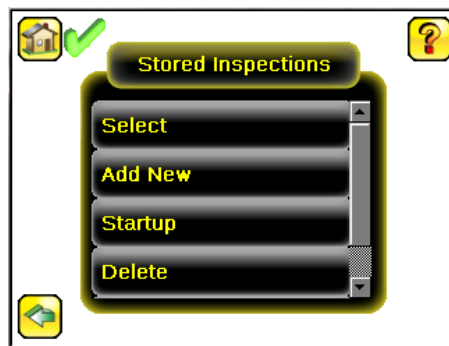 Stored Inspections
Select
Add New
Startup
Delete